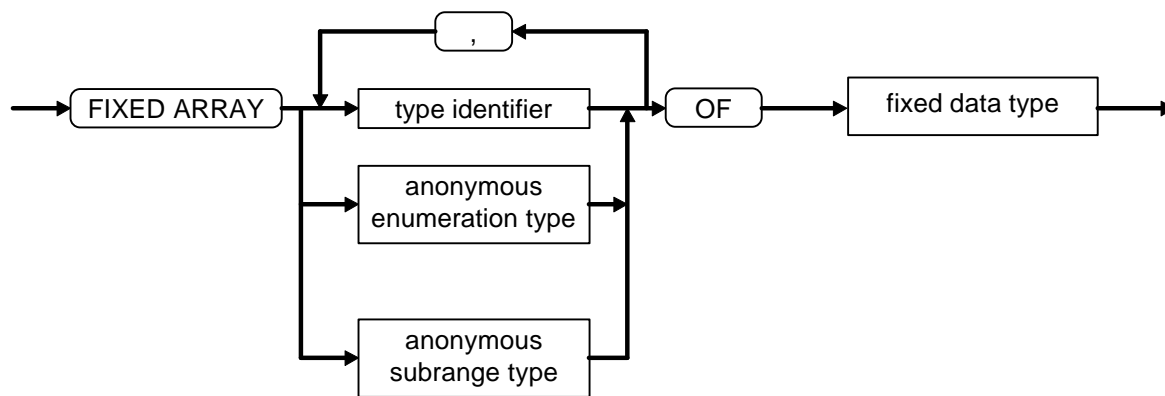 ,
FIXED ARRAY
type identifier
OF
fixed data type
anonymous
enumeration type
anonymous
subrange type